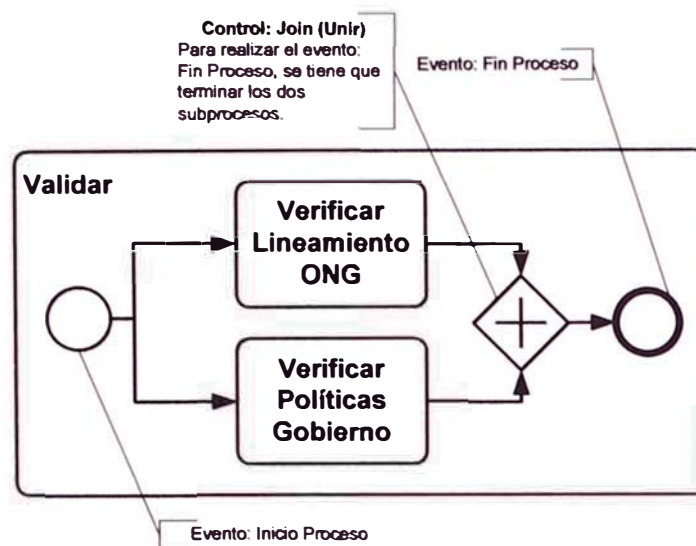 Control: Join (Unir)
Para realizar el evento:
Fin Proceso, se tiene que
terminar los dos
subprocesos.
Evento: Fin Proceso
Validar
Verificar
Lineamiento
ONG
Verificar
Políticas
Gobierno
Evento: Inicio Proceso